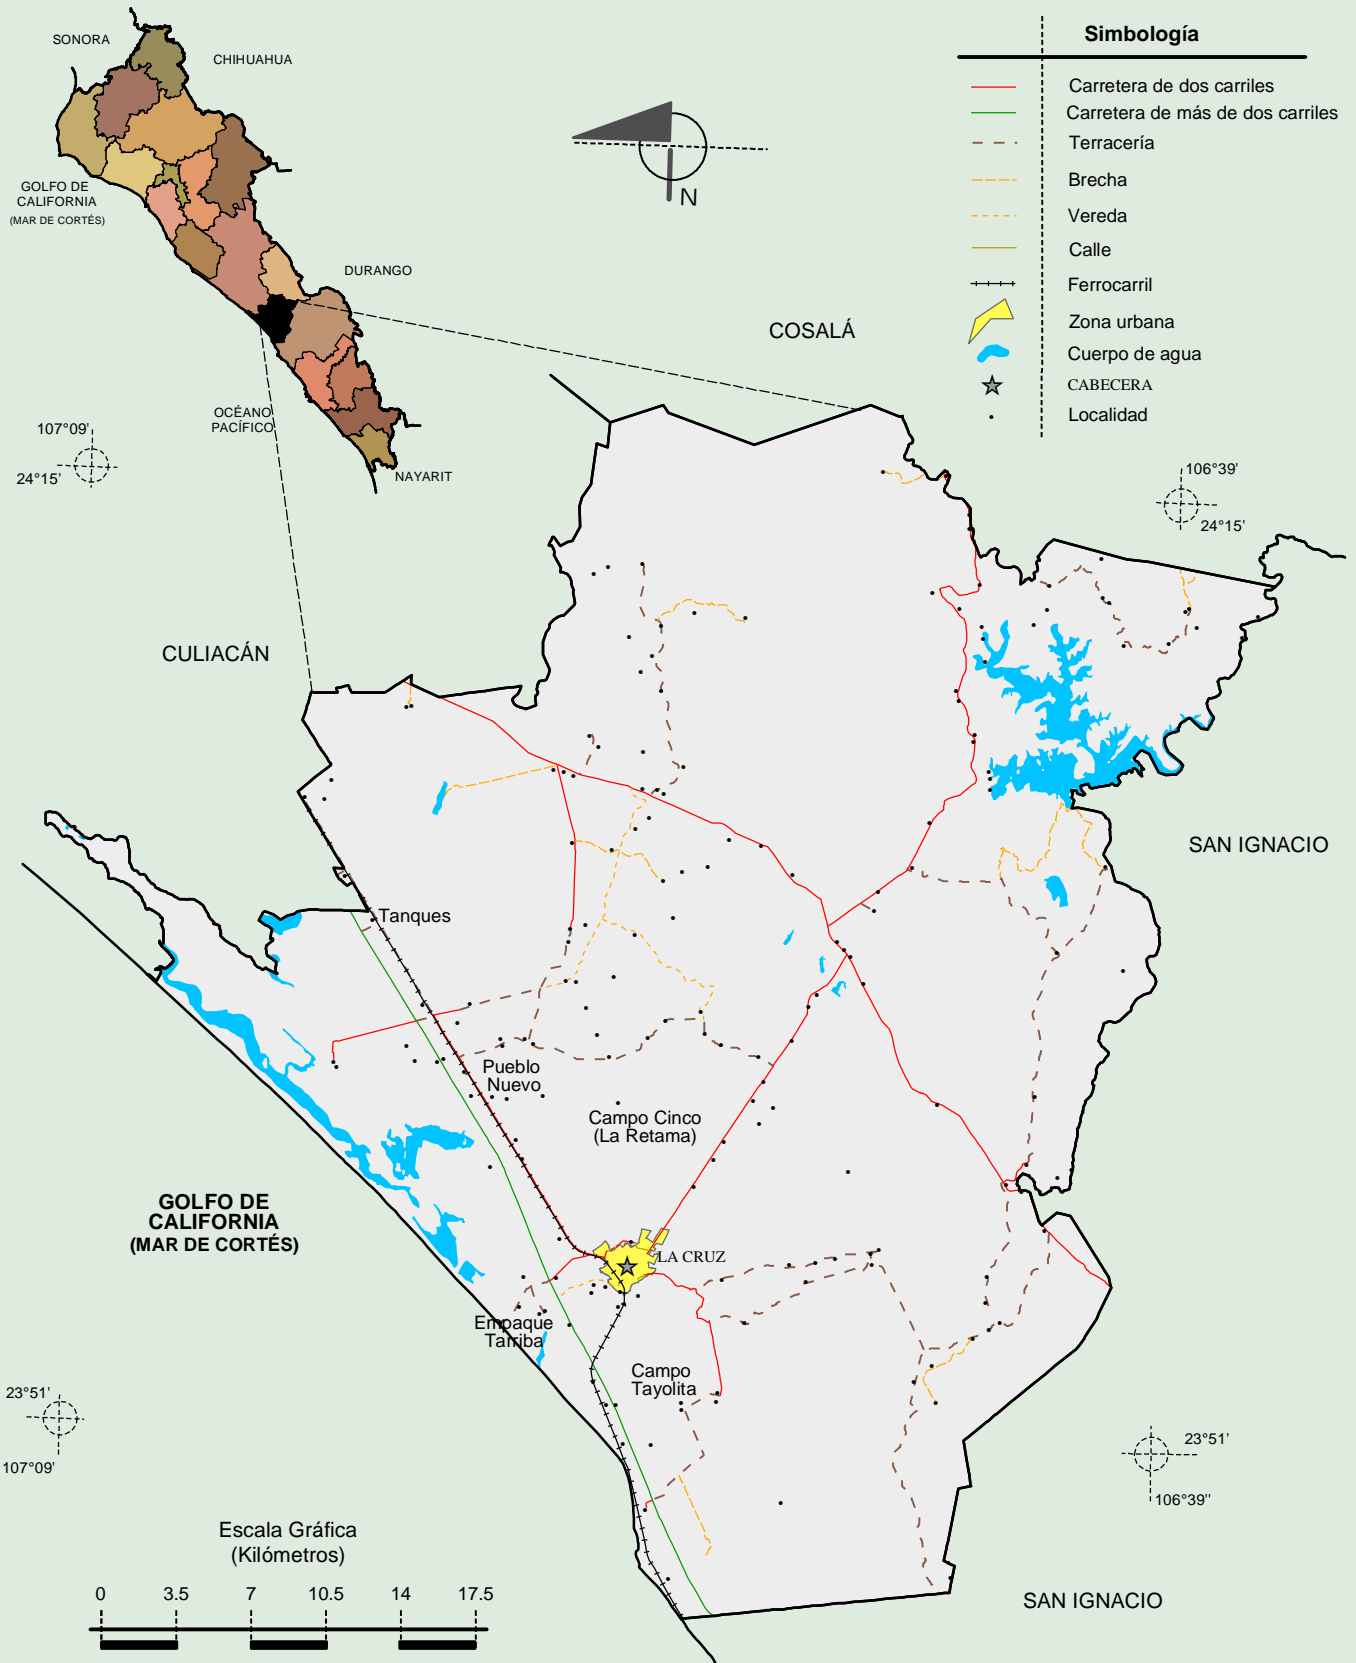 SONORA
CHIHUAHUA
GOLFO DE
CALIFORNIA
(MAR DE CORTÉS)
DURANGO
OCÉANO
PACÍFICO
NAYARIT
N
Simbología
Carretera de dos carriles
Carretera de más de dos carriles
Terracería
Brecha
Vereda
Calle
Ferrocarril
Zona urbana
Cuerpo de agua
CABECERA
Localidad
107°09'
24°15'
106°39'
24°15'
COSALÁ
CULIACÁN
SAN IGNACIO
Tanques
Pueblo
Nuevo
Campo Cinco
(La Retama)
GOLFO DE
CALIFORNIA
(MAR DE CORTÉS)
LA CRUZ
Empaque
Tarriba
Campo
Tayolita
23°51'
107°09'
23°51'
106°39''
SAN IGNACIO
Escala Gráfica
(Kilómetros)
0 3.5 7 10.5 14 17.5